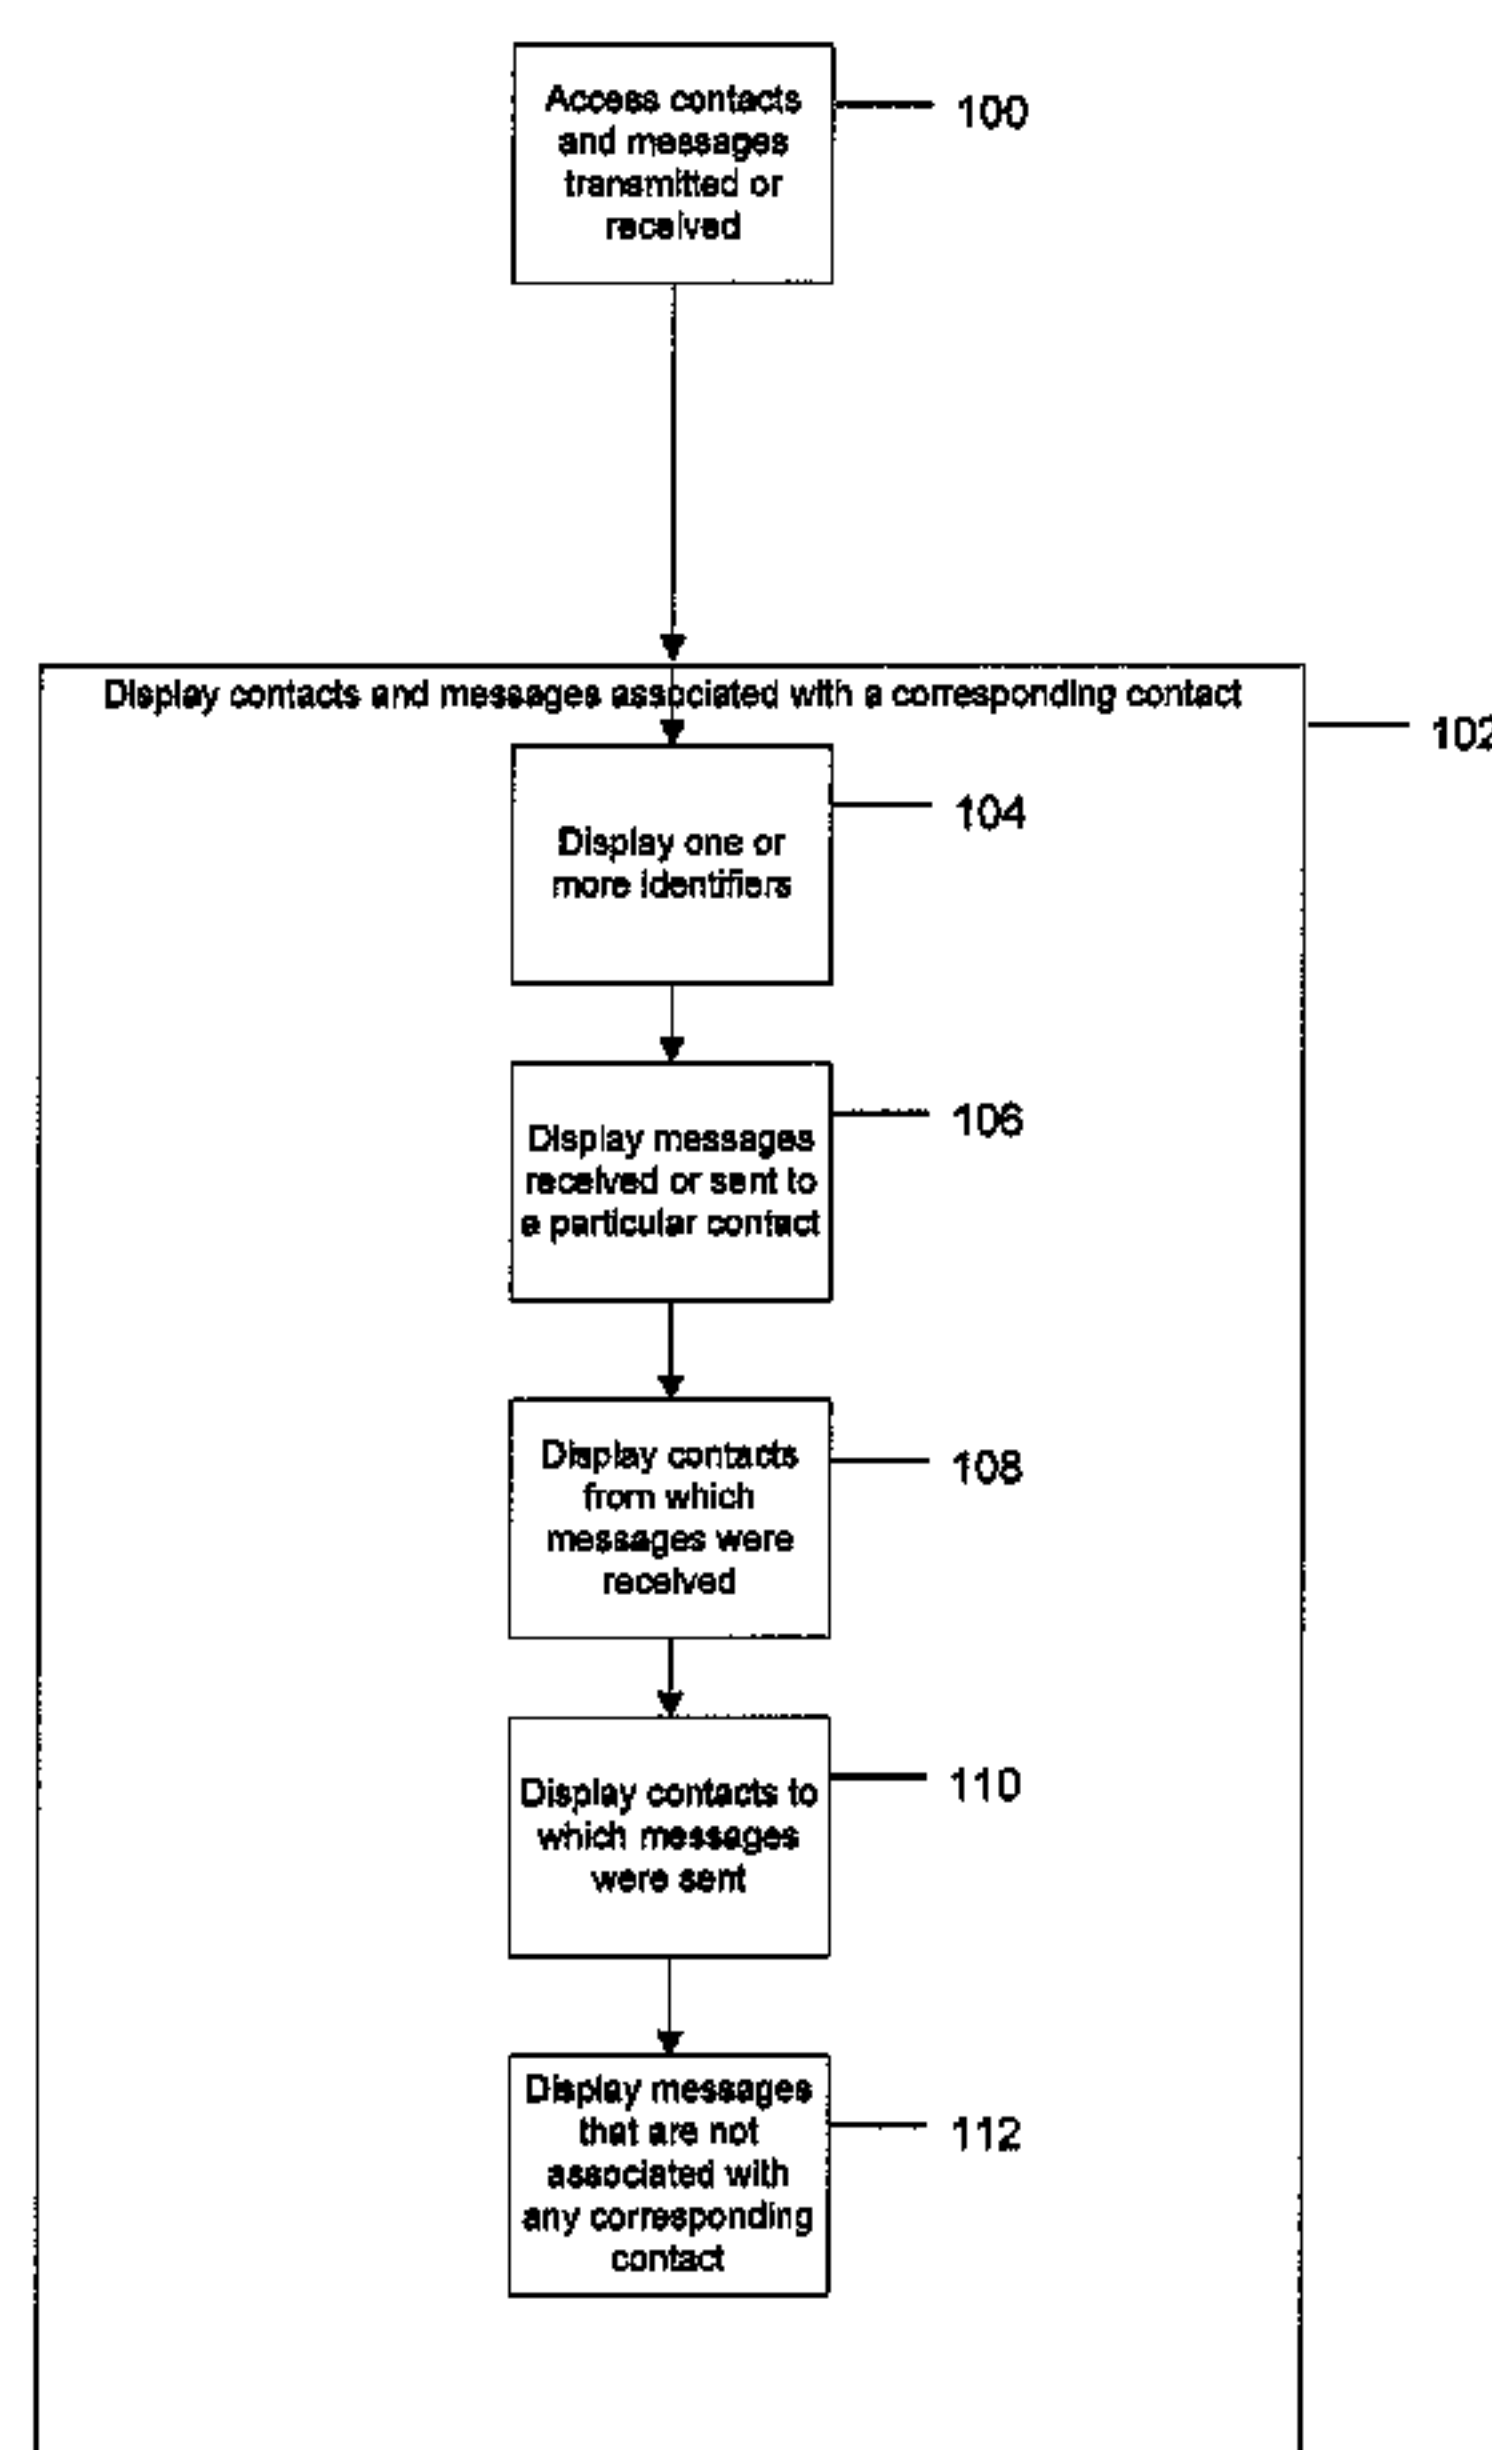 Access contacts
and messages
transmitted or
received
100
Display contacts and messages associated with a corresponding contact
102
Display one or
more identifiers
104
Display messages
received or sent to
a particular contact
106
Display contacts
from which
messages were
received
108
Display contacts to
which messages
were sent
110
Display messages
that are not
associated with
any corresponding
contact
112